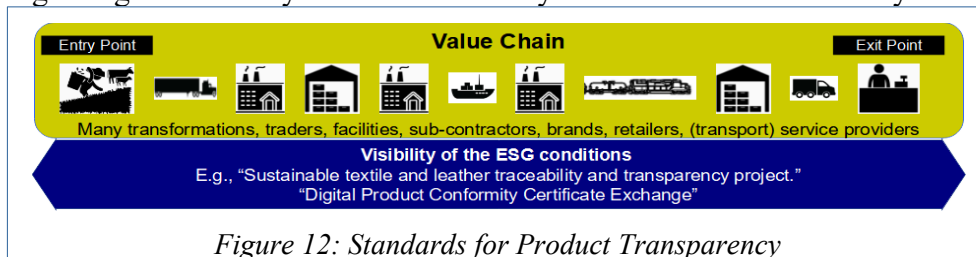 Value Chain
Entry Point
Exit Point
Many transformations, traders, facilities, sub-contractors, brands, retailers, (transport) service providers
Visibility of the ESG conditions
E.g., “Sustainable textile and leather traceability and transparency project.”
“Digital Product Conformity Certificate Exchange”
Figure 12: Standards for Product Transparency